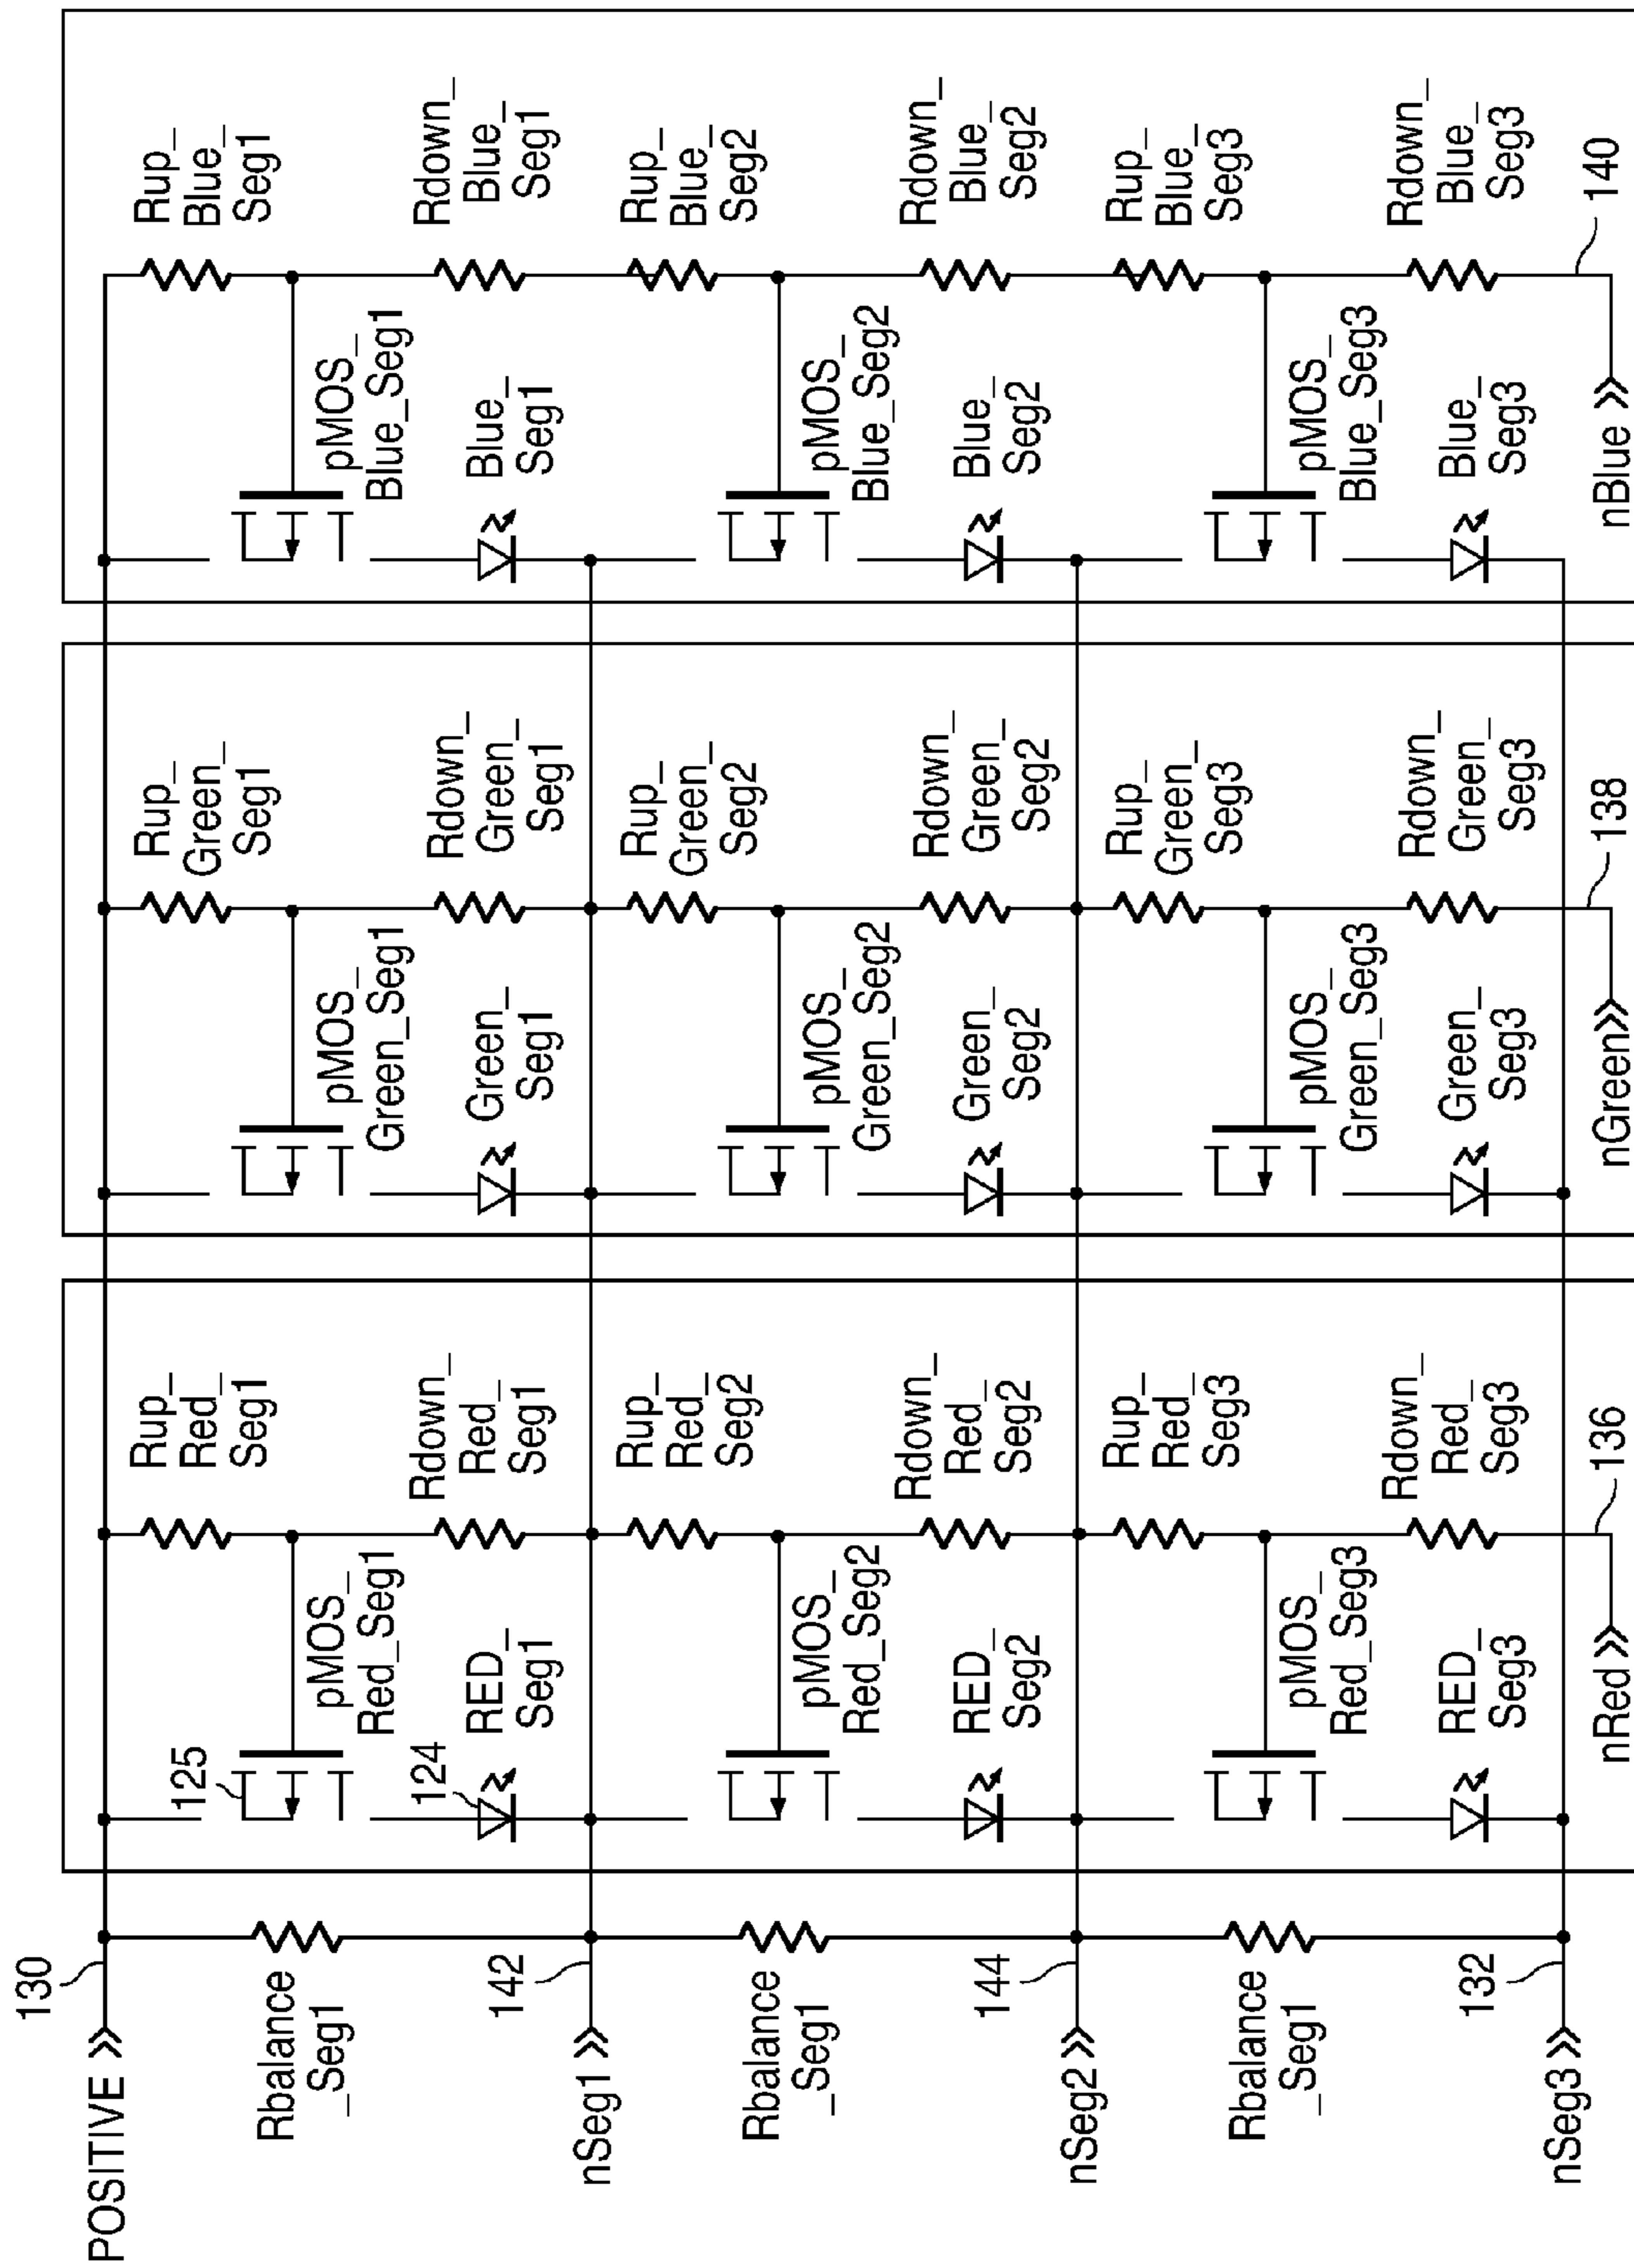 130
POSITIVE
Rbalance
_Seg1
142
nSeg1
Rbalance
_Seg1
144
nSeg2
Rbalance
_Seg1
132
nSeg3
125
pMOS_
Red_Seg1
124
RED_
Seg1
Rup_
Red_
Seg1
Rdown_
Red_
Seg1
pMOS_
Red_Seg2
RED_
Seg2
Rup_
Red_
Seg2
Rdown_
Red_
Seg2
pMOS_
Red_Seg3
RED_
Seg3
Rup_
Red_
Seg3
Rdown_
Red_
Seg3
nRed
136
pMOS_
Green_Seg1
Green_
Seg1
Rup_
Green_
Seg1
Rdown_
Green_
Seg1
pMOS_
Green_Seg2
Green_
Seg2
Rup_
Green_
Seg2
Rdown_
Green_
Seg2
pMOS_
Green_Seg3
Green_
Seg3
Rup_
Green_
Seg3
Rdown_
Green_
Seg3
nGreen
138
pMOS_
Blue_Seg1
Blue_
Seg1
Rup_
Blue_
Seg1
Rdown_
Blue_
Seg1
pMOS_
Blue_Seg2
Blue_
Seg2
Rup_
Blue_
Seg2
Rdown_
Blue_
Seg2
pMOS_
Blue_Seg3
Blue_
Seg3
Rup_
Blue_
Seg3
Rdown_
Blue_
Seg3
nBlue
140